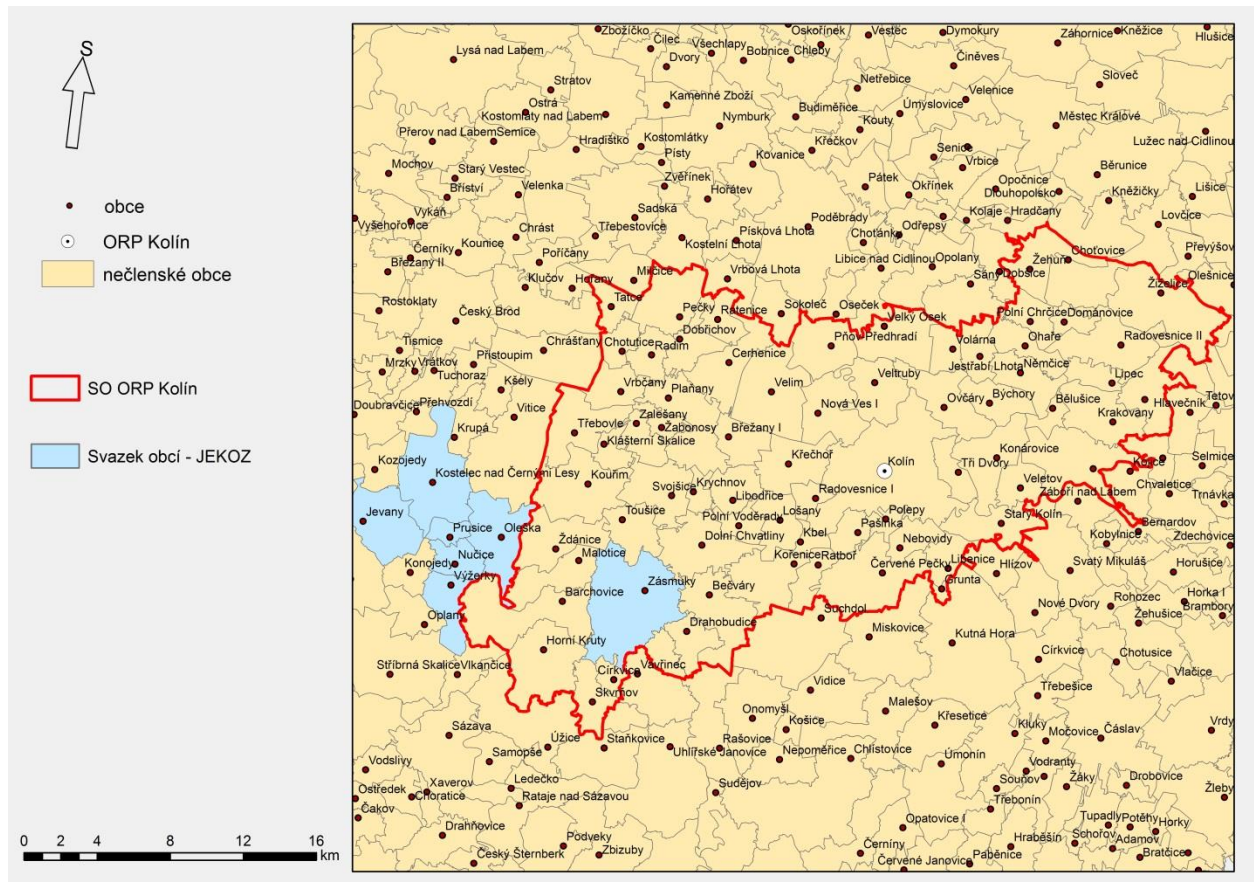 S
obce
ORP Kolín
nečlenské obce
SO ORP Kolín
Svazek obcí - JEKOZ
0 2 4 8 12 16
km
Zbožíčko
Oskořínek
Vestec
Dymokury
Záhornice
Kněžice
Hlušice
Lysá nad Labem
Čilec
Všechlapy
Dvory
Bobnice
Chleby
Činěves
Sloveč
Stratov
Netřebice
Velenice
Ostrá
Kamenné Zboží
Kostomlaty nad Labem
Nymburk
Budiměřice
Úmyslovice
Kouty
Městec Králové
Přerov nad Labem
Semice
Hradištko
Kostomlátky
Křečkov
Lužec nad Cidlinou
Písty
Kovanice
Senice
Vrbice
Mochov
Starý Vestec
Běrunice
Bříství
Velenka
Zvěřínek
Hořátev
Pátek
Okřínek
Opočnice
Dlouhopolsko
Kněžičky
Lišice
Vykáň
Sadská
Poděbrady
Kolaje
Hradčany
Lovčice
Vyšehořovice
Chrást
Třebestovice
Písková Lhota
Odřepsy
Choťánky
Kounice
Kostelní Lhota
Černíky
Poříčany
Choťovice
Převýšov
Břežany II
Klučov
Hořany
Milčice
Vrbová Lhota
Libice nad Cidlinou
Opolany
Sány
Dobšice
Žehuň
Olešnice
Žiželice
Rostoklaty
Tatce
Pečky
Ratenice
Sokoleč
Oseček
Velký Osek
Polní Chrčice
Dománovice
Český Brod
Dobřichov
Pňov-Předhradí
Volárna
Ohaře
Radovesnice II
Tismice
Chrášťany
Chotutice
Radim
Cerhenice
Jestřabí Lhota
Němčice
Mrzky
Vrátkov
Přistoupim
Tuchoraz
Kšely
Vrbčany
Plaňany
Velim
Veltruby
Lipec
Doubravčice
Přehvozdí
Vitice
Zalešany
Nová Ves I
Ovčáry
Býchory
Bělušice
Hlavečník
Tetov
Krakovany
Krupá
Třebovle
Žabonosy
Břežany I
Klášterní Skalice
Kozojedy
Kostelec nad Černými Lesy
Kouřim
Křečhoř
Kolín
Konárovice
Tři Dvory
Kojice
Selmice
Svojšice
Krychnov
Libodřice
Radovesnice I
Veletov
Záboří nad Labem
Chvaletice
Trnávka
Jevany
Toušice
Polní Voděrady
Lošany
Polepy
Starý Kolín
Bernardov
Prusice
Oleška
Dolní Chvatliny
Kbel
Pašinka
Kobylnice
Zdechovice
Ždánice
Nebovidy
Nučice
Malotice
Kořenice
Ratboř
Libenice
Konojedy
Červené Pečky
Hlízov
Svatý Mikuláš
Horušice
Výžerky
Barchovice
Zásmuky
Bečváry
Grunta
Rohozec
Horka I
Oplany
Suchdol
Nové Dvory
Žehušice
Brambory
Drahobudice
Miskovice
Kutná Hora
Horní Kruty
Církvice
Chotusice
Stříbrná Skalice
Vlkančice
Církvice
Vavřinec
Vlačice
Skvrňov
Vidice
Třebešice
Onomyšl
Malešov
Sázava
Košice
Křesetice
Kluky
Močovice
Čáslav
Vrdy
Samopše
Úžice
Staňkovice
Uhlířské Janovice
Rašovice
Nepoměřice
Chlístovice
Úmonín
Vodslivy
Vodranty
Xaverov
Ledečko
Sudějov
Souňov
Žáky
Drobovice
Ostředek
Choratice
Rataje nad Sázavou
Třebonín
Žleby
Čakov
Opatovice I
Tupadly
Potěhy
Drahňovice
Podveky
Hraběšín
Schořov
Horky
Český Šternberk
Zbizuby
Černíny
Adamov
Paběnice
Bratčice
Červené Janovice